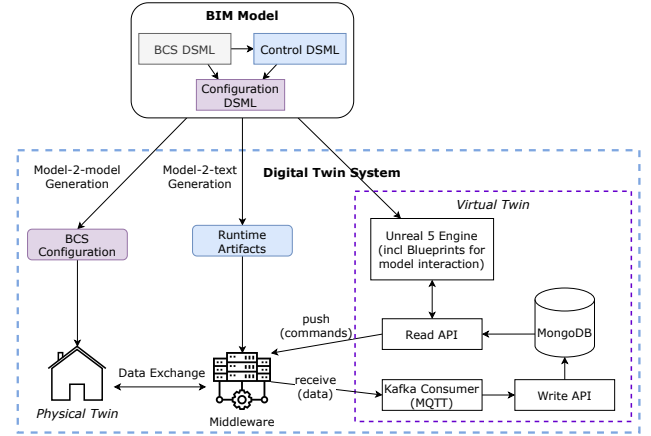 BIM Model
BCS DSML
Control DSML
Configuration
DSML
Model-2-model
Generation
Model-2-text
Generation
Digital Twin System
Virtual Twin
BCS
Configuration
Runtime
Artifacts
Unreal 5 Engine
(incl Blueprints for
model interaction)
push
(commands)
Read API
MongoDB
Data Exchange
receive
(data)
Kafka Consumer
(MQTT)
Write API
Physical Twin
Middleware